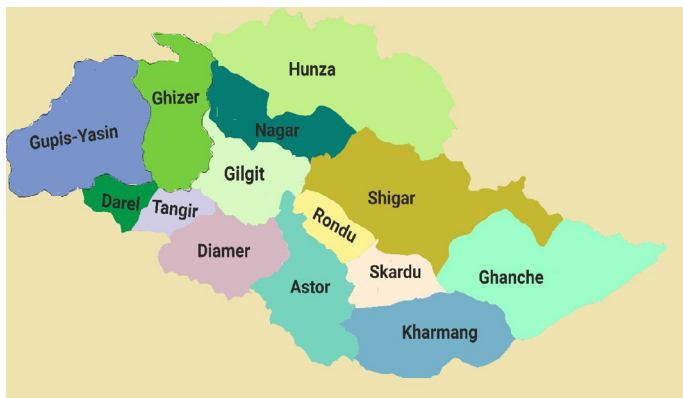 Hunza
Ghizer
Gupis-Yasin
Nagar
Gilgit
Shigar
Darel
Tangir
Rondu
Diamer
Skardu
Ghanche
Astor
Kharmang